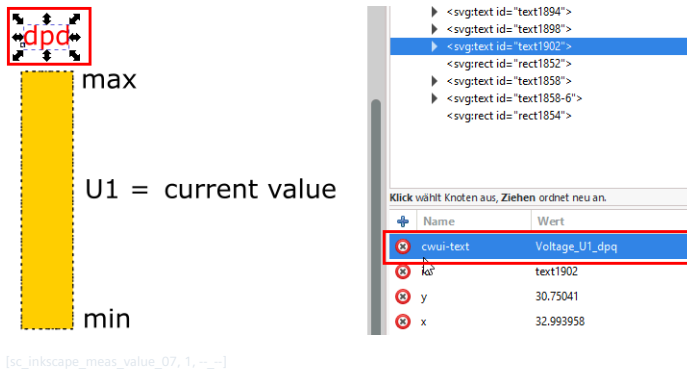 dpd
max
U1 = current value
min
<svg:text id="text1894">
<svg:text id="text1898">
<svg:text id="text1902">
<svg:rect id="rect1852">
<svg:text id="text1858">
<svg:text id="text1858-6">
<svg:rect id="rect1854">
Klick wählt Knoten aus, Ziehen ordnet neu an.
Name Wert
cwui-text Voltage_U1_dpq
text1902
y 30.75041
x 32.993958
[sc_inkscape_meas_value_07, 1, --_--]